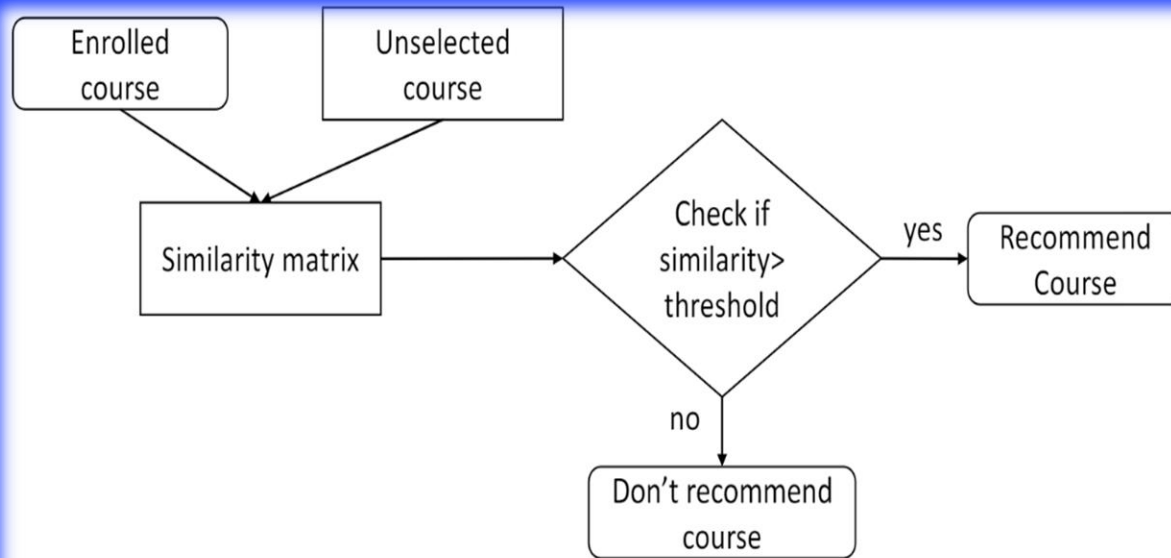 Enrolled
course
Unselected
course
Similarity matrix
Check if
similarity>
threshold
yes
Recommend
Course
no
Don't recommend
course